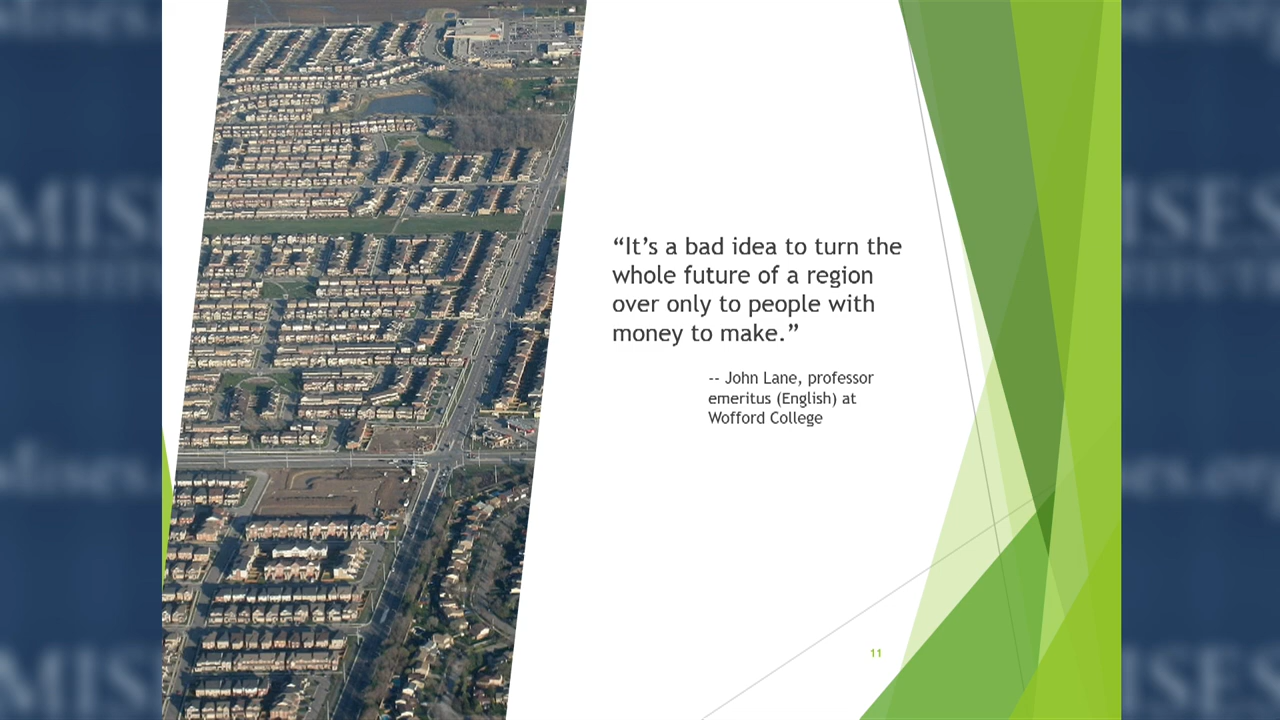 “It’s a bad idea to turn the
whole future of a region
over only to people with
money to make.”
-- John Lane, professor
emeritus (English) at
Wofford College
11